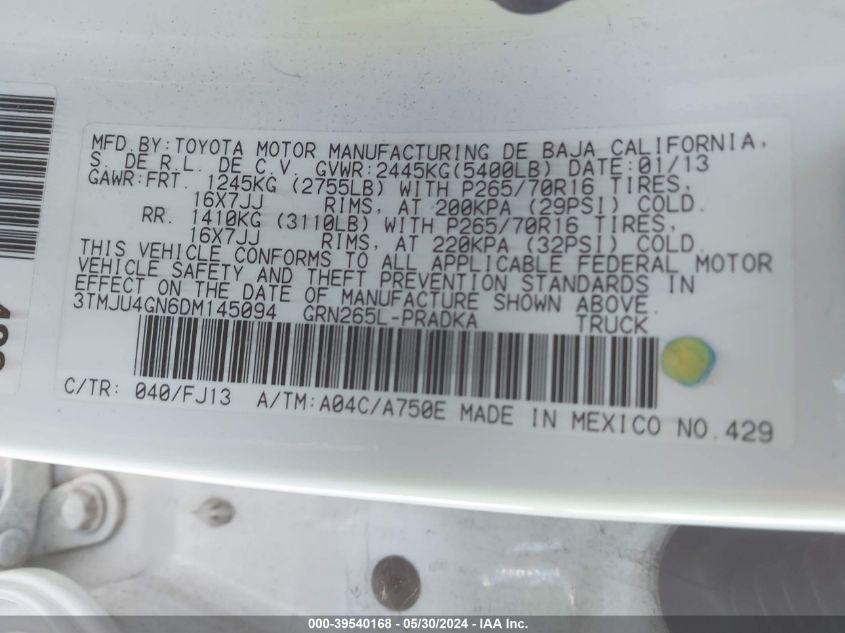 MFD.BY:TOYOTA MOTOR MANUFACTURING DE BAJA CALIFORNIA,
S. DE R.L. DE C.V. GVWR:2445KG(5400LB) DATE:01/13
GAWR:FRT. 1245KG (2755LB) WITH P265/70R16 TIRES,
16X7JJ RIMS, AT 200KPA (29PSI) COLD.
RR. 1410KG (3110LB) WITH P265/70R16 TIRES,
16X7JJ RIMS, AT 220KPA (32PSI) COLD.
THIS VEHICLE CONFORMS TO ALL APPLICABLE FEDERAL MOTOR
VEHICLE SAFETY AND THEFT PREVENTION STANDARDS IN
EFFECT ON THE DATE OF MANUFACTURE SHOWN ABOVE.
3TMJU4GN6DM145094 GRN265L-PRADKA TRUCK
C/TR: 040/FJ13 A/TM:A04C/A750E MADE IN MEXICO NO.429
000-39540168 - 05/30/2024 - IAA Inc.